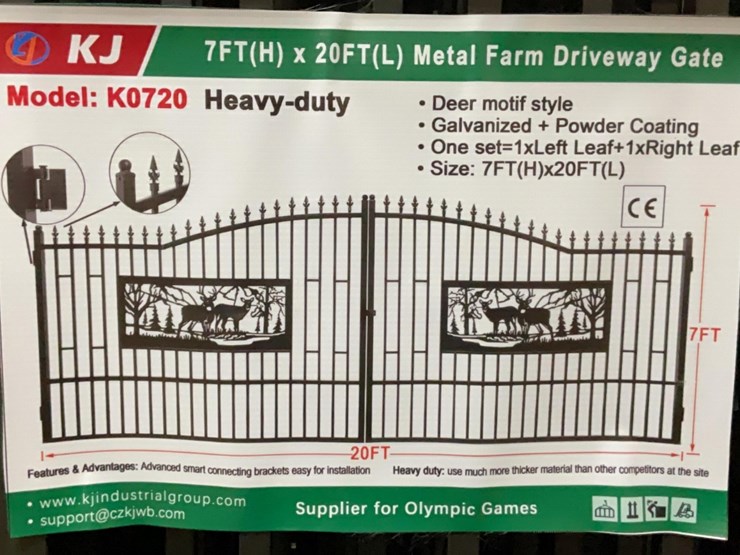 KJ
7FT(H) x 20FT(L) Metal Farm Driveway Gate
Model: K0720 Heavy-duty
• Deer motif style
• Galvanized + Powder Coating
• One set=1xLeft Leaf+1xRight Leaf
• Size: 7FT(H)x20FT(L)
CE
7FT
20FT
Features & Advantages: Advanced smart connecting brackets easy for installation
Heavy duty: use much more thicker material than other competitors at the site
• www.kjindustrialgroup.com
• support@czkjwb.com
Supplier for Olympic Games